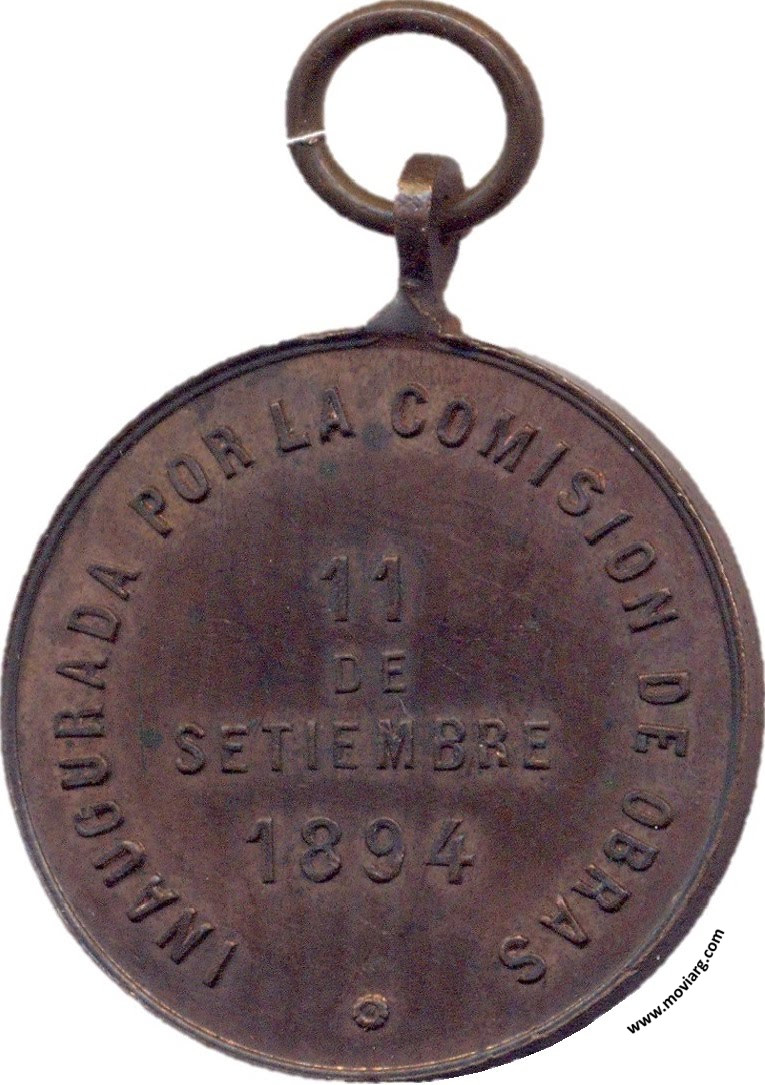 INAUGURADA POR LA COMISION DE OBRAS
11
DE
SETIEMBRE
1894
www.moviarg.com